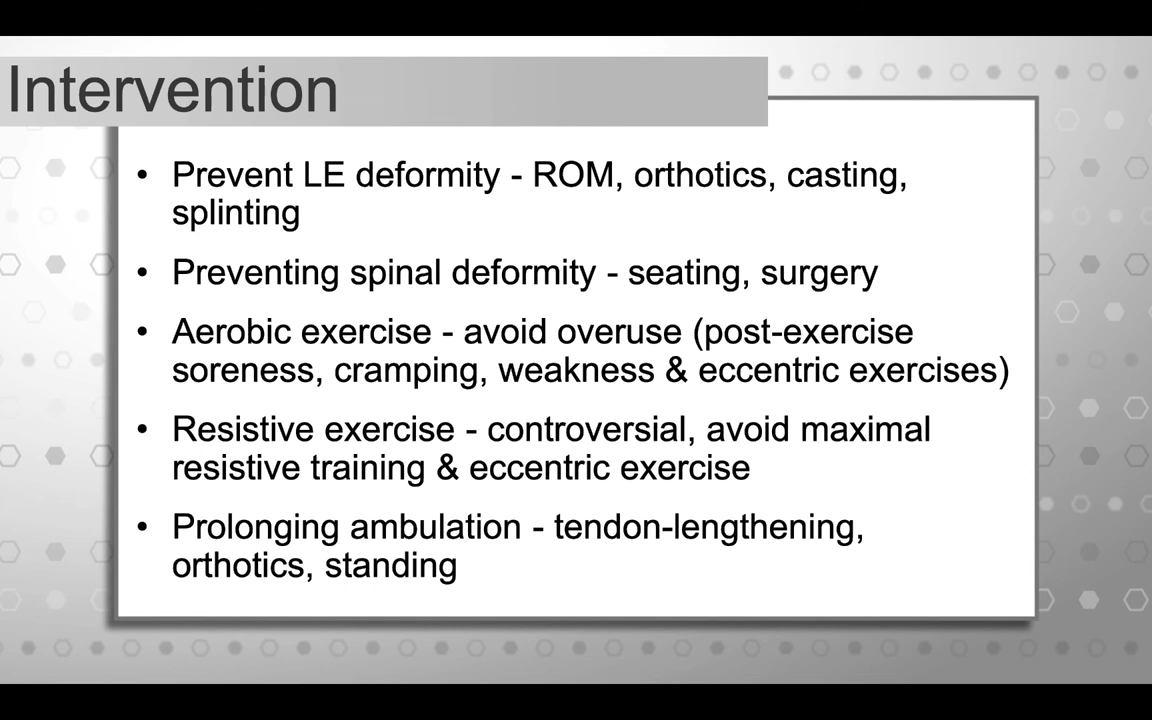 Intervention
• Prevent LE deformity - ROM, orthotics, casting,
splinting
• Preventing spinal deformity - seating, surgery
• Aerobic exercise - avoid overuse (post-exercise
soreness, cramping, weakness & eccentric exercises)
• Resistive exercise - controversial, avoid maximal
resistive training & eccentric exercise
• Prolonging ambulation - tendon-lengthening,
orthotics, standing